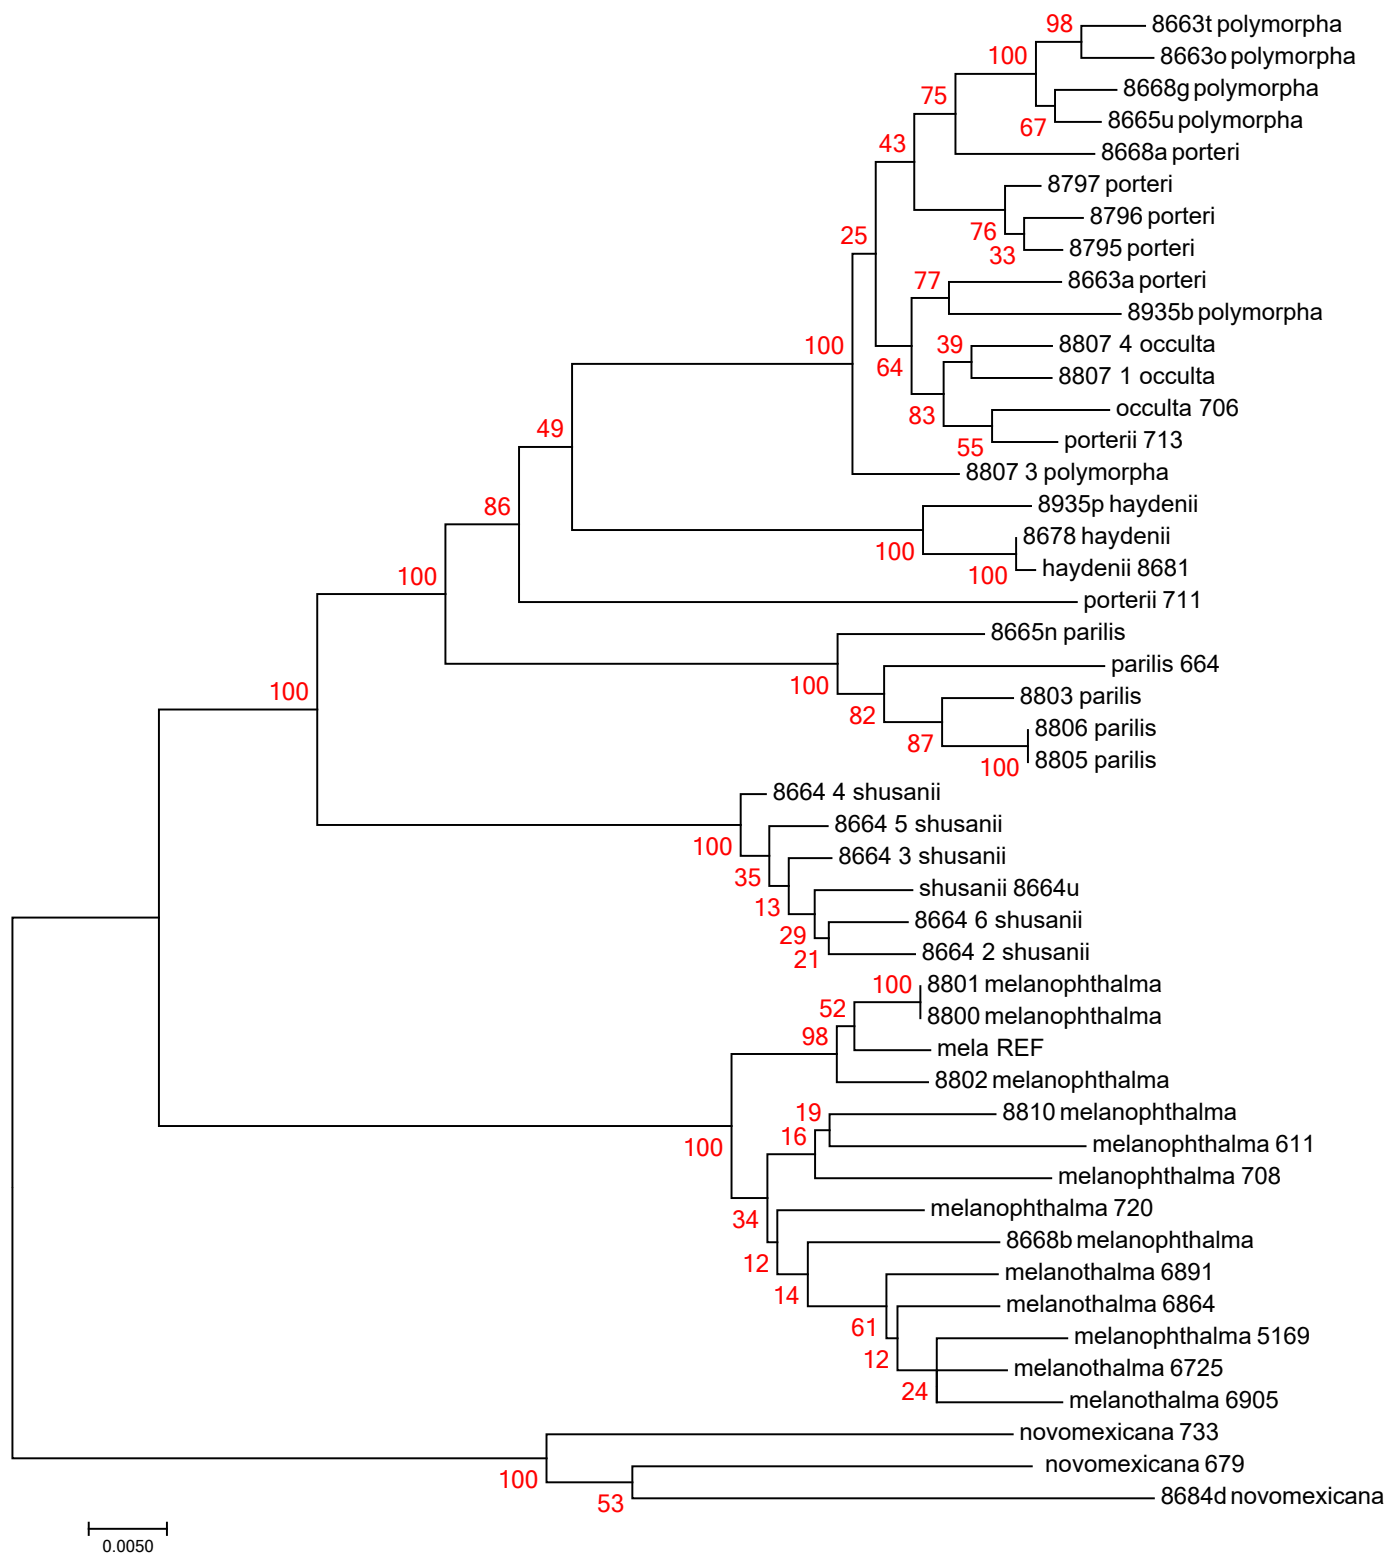 98
8663t polymorpha
8663o polymorpha
100
8668g polymorpha
75
8665u polymorpha
67
43
8668a porteri
8797 porteri
8796 porteri
76
25
8795 porteri
33
77
8663a porteri
8935b polymorpha
100
39
8807 4 occulta
64
8807 1 occulta
83
occulta 706
49
55
porterii 713
8807 3 polymorpha
86
8935p haydenii
8678 haydenii
100
haydenii 8681
100
100
porterii 711
8665n parilis
parilis 664
100
100
8803 parilis
82
8806 parilis
87
8805 parilis
100
8664 4 shusanii
8664 5 shusanii
100
8664 3 shusanii
35
shusanii 8664u
13
8664 6 shusanii
29
8664 2 shusanii
21
100
8801 melanophthalma
52
8800 melanophthalma
98
mela REF
8802 melanophthalma
19
8810 melanophthalma
16
100
melanophthalma 611
melanophthalma 708
34
melanophthalma 720
8668b melanophthalma
12
melanothalma 6891
14
melanothalma 6864
61
melanophthalma 5169
12
melanothalma 6725
24
melanothalma 6905
novomexicana 733
novomexicana 679
100
8684d novomexicana
53
0.0050